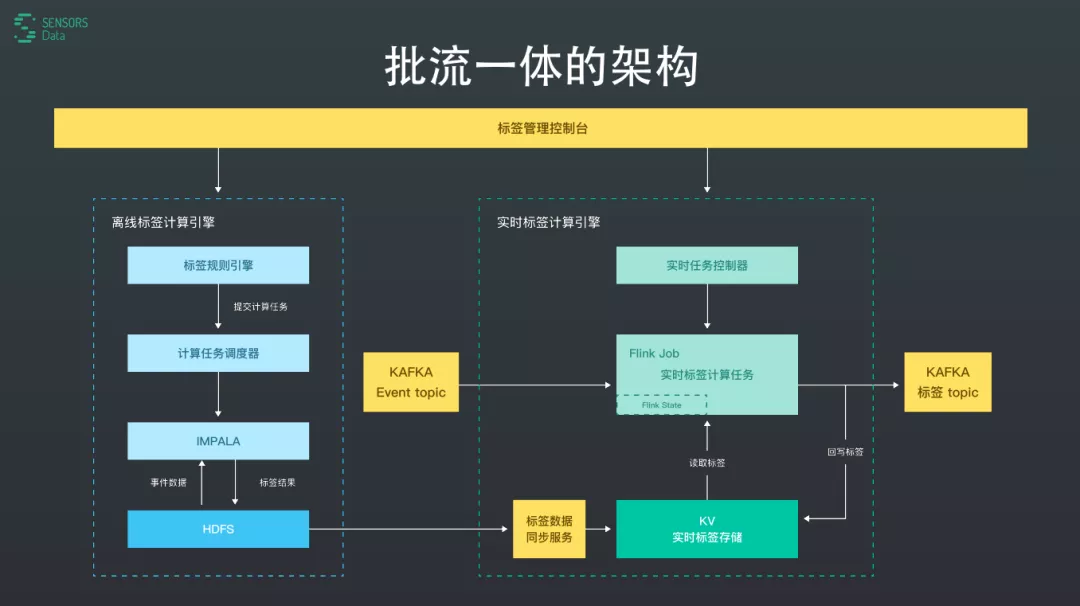 SENSORS
Data
批流一体的架构
标签管理控制台
离线标签计算引擎
标签规则引擎
提交计算任务
计算任务调度器
IMPALA
事件数据
标签结果
HDFS
KAFKA
Event topic
实时标签计算引擎
实时任务控制器
Flink Job
实时标签计算任务
Flink State
读取标签
回写标签
标签数据
同步服务
KV
实时标签存储
KAFKA
标签 topic